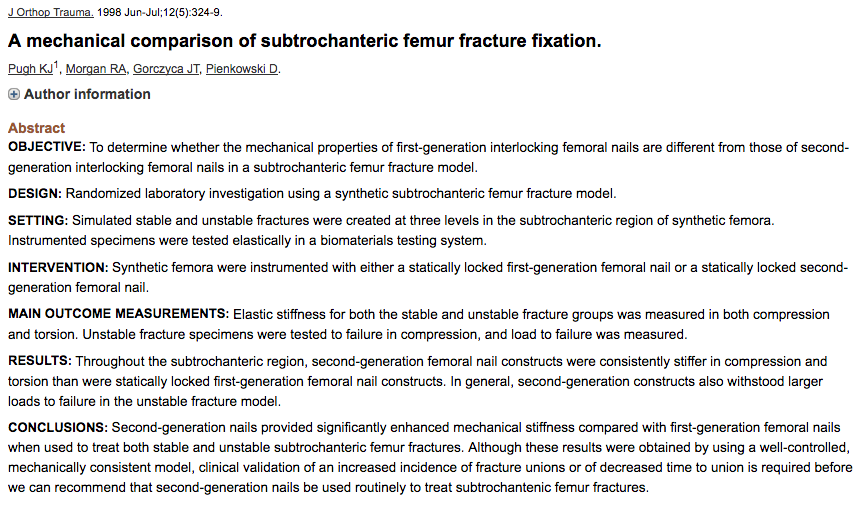 J Orthop Trauma. 1998 Jun-Jul;12(5):324-9.
A mechanical comparison of subtrochanteric femur fracture fixation.
Pugh KJ1, Morgan RA, Gorczyca JT, Pienkowski D.
Author information
Abstract
OBJECTIVE: To determine whether the mechanical properties of first-generation interlocking femoral nails are different from those of second-
generation interlocking femoral nails in a subtrochanteric femur fracture model.
DESIGN: Randomized laboratory investigation using a synthetic subtrochanteric femur fracture model.
SETTING: Simulated stable and unstable fractures were created at three levels in the subtrochanteric region of synthetic femora.
Instrumented specimens were tested elastically in a biomaterials testing system.
INTERVENTION: Synthetic femora were instrumented with either a statically locked first-generation femoral nail or a statically locked second-
generation femoral nail.
MAIN OUTCOME MEASUREMENTS: Elastic stiffness for both the stable and unstable fracture groups was measured in both compression
and torsion. Unstable fracture specimens were tested to failure in compression, and load to failure was measured.
RESULTS: Throughout the subtrochanteric region, second-generation femoral nail constructs were consistently stiffer in compression and
torsion than were statically locked first-generation femoral nail constructs. In general, second-generation constructs also withstood larger
loads to failure in the unstable fracture model.
CONCLUSIONS: Second-generation nails provided significantly enhanced mechanical stiffness compared with first-generation femoral nails
when used to treat both stable and unstable subtrochanteric femur fractures. Although these results were obtained by using a well-controlled,
mechanically consistent model, clinical validation of an increased incidence of fracture unions or of decreased time to union is required before
we can recommend that second-generation nails be used routinely to treat subtrochantenic femur fractures.